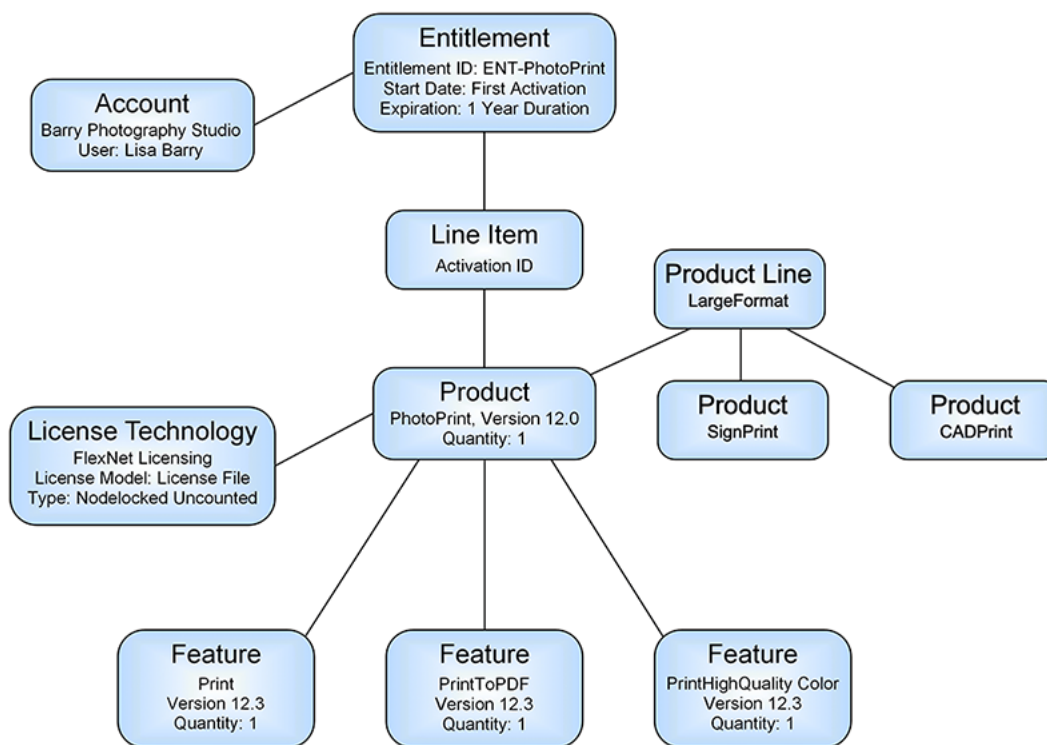 Entitlement
Entitlement ID: ENT-PhotoPrint
Start Date: First Activation
Expiration: 1 Year Duration
Account
Barry Photography Studio
User: Lisa Barry
Line Item
Activation ID
Product Line
LargeFormat
Product
PhotoPrint, Version 12.0
Quantity: 1
Product
SignPrint
Product
CADPrint
License Technology
FlexNet Licensing
License Model: License File
Type: Nodelocked Uncounted
Feature
Print
Version 12.3
Quantity: 1
Feature
PrintToPDF
Version 12.3
Quantity: 1
Feature
PrintHighQuality Color
Version 12.3
Quantity: 1